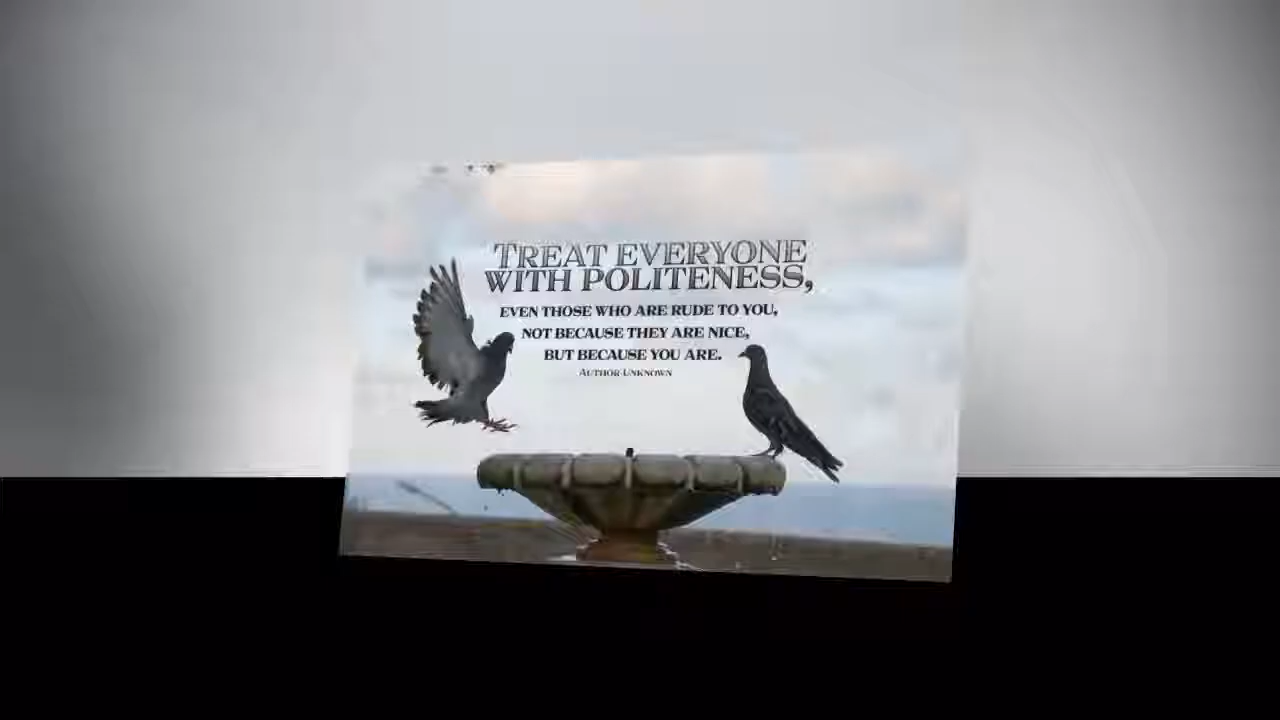 TREAT EVERYONE
WITH POLITENESS,
EVEN THOSE WHO ARE RUDE TO YOU,
NOT BECAUSE THEY ARE NICE,
BUT BECAUSE YOU ARE.
AUTHOR UNKNOWN